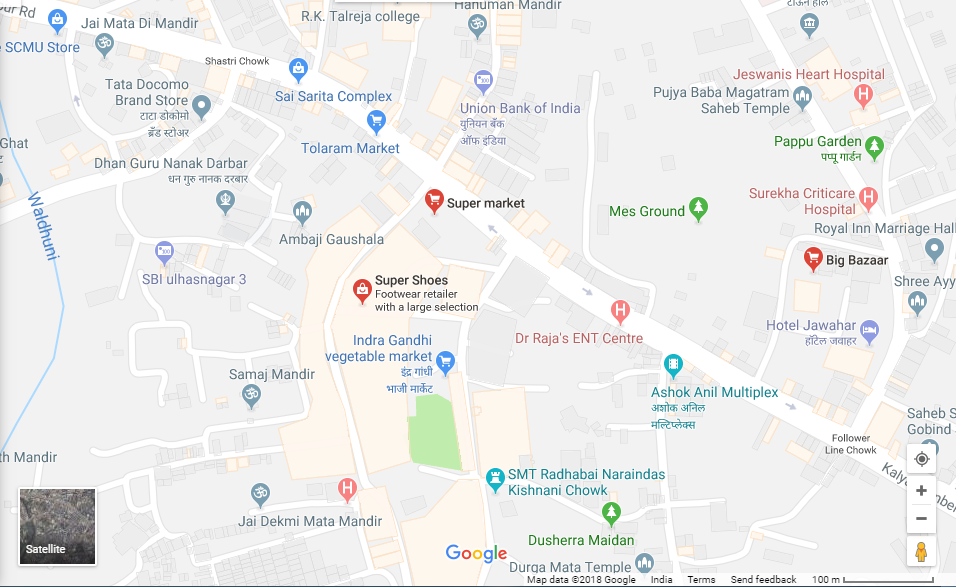 ur Rd
Jai Mata Di Mandir
R.K. Talreja college
Hanuman Mandir
टाऊन हॉल
SCMU Store
Shastri Chowk
Jeswanis Heart Hospital
Tata Docomo
Brand Store
टाटा डोकोमो
ब्रँड स्टोअर
Sai Sarita Complex
Union Bank of India
युनियन बँक
ऑफ इंडिया
Pujya Baba Magatram
Saheb Temple
Tolaram Market
Pappu Garden
पप्पू गार्डन
Ghat
Dhan Guru Nanak Darbar
धन गुरु नानक दरबार
Waldhuni
Super market
Mes Ground
Surekha Criticare
Hospital
Royal Inn Marriage Hall
Ambaji Gaushala
SBI ulhasnagar 3
Super Shoes
Footwear retailer
with a large selection
Big Bazaar
Shree Ayy
Indra Gandhi
vegetable market
इंद्र गांधी
भाजी मार्केट
Dr Raja's ENT Centre
Hotel Jawahar
हॉटेल जवाहर
Samaj Mandir
Ashok Anil Multiplex
अशोक अनिल
मल्टिप्लेक्स
Saheb S
Gobind
Follower
Line Chowk
th Mandir
SMT Radhabai Naraindas
Kishnani Chowk
Kalya
Satellite
Jai Dekmi Mata Mandir
Dusherra Maidan
Google
Durga Mata Temple
Map data ©2018 Google India Terms Send feedback 100 m